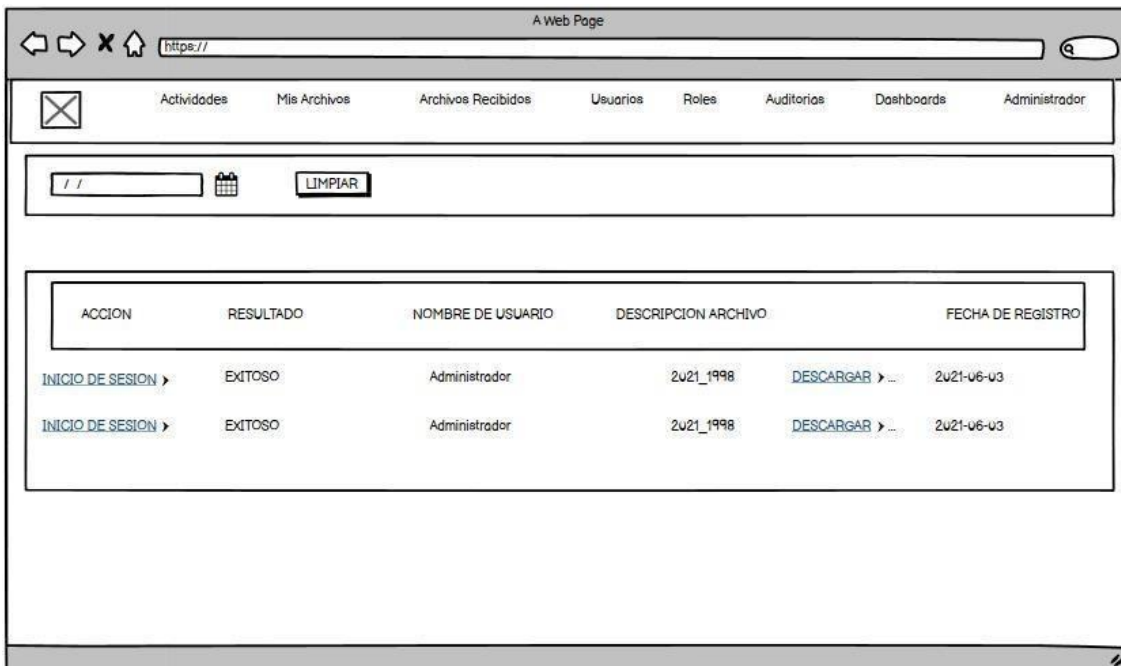 A Web Page
https://
Actividades Mis Archivos Archivos Recibidos Usuarios Roles Auditorias Dashboards Administrador
/ / LIMPIAR
ACCION RESULTADO NOMBRE DE USUARIO DESCRIPCION ARCHIVO FECHA DE REGISTRO
INICIO DE SESION EXITOSO Administrador 2021_1998 DESCARGAR ... 2021-06-03
INICIO DE SESION EXITOSO Administrador 2021_1998 DESCARGAR ... 2021-06-03